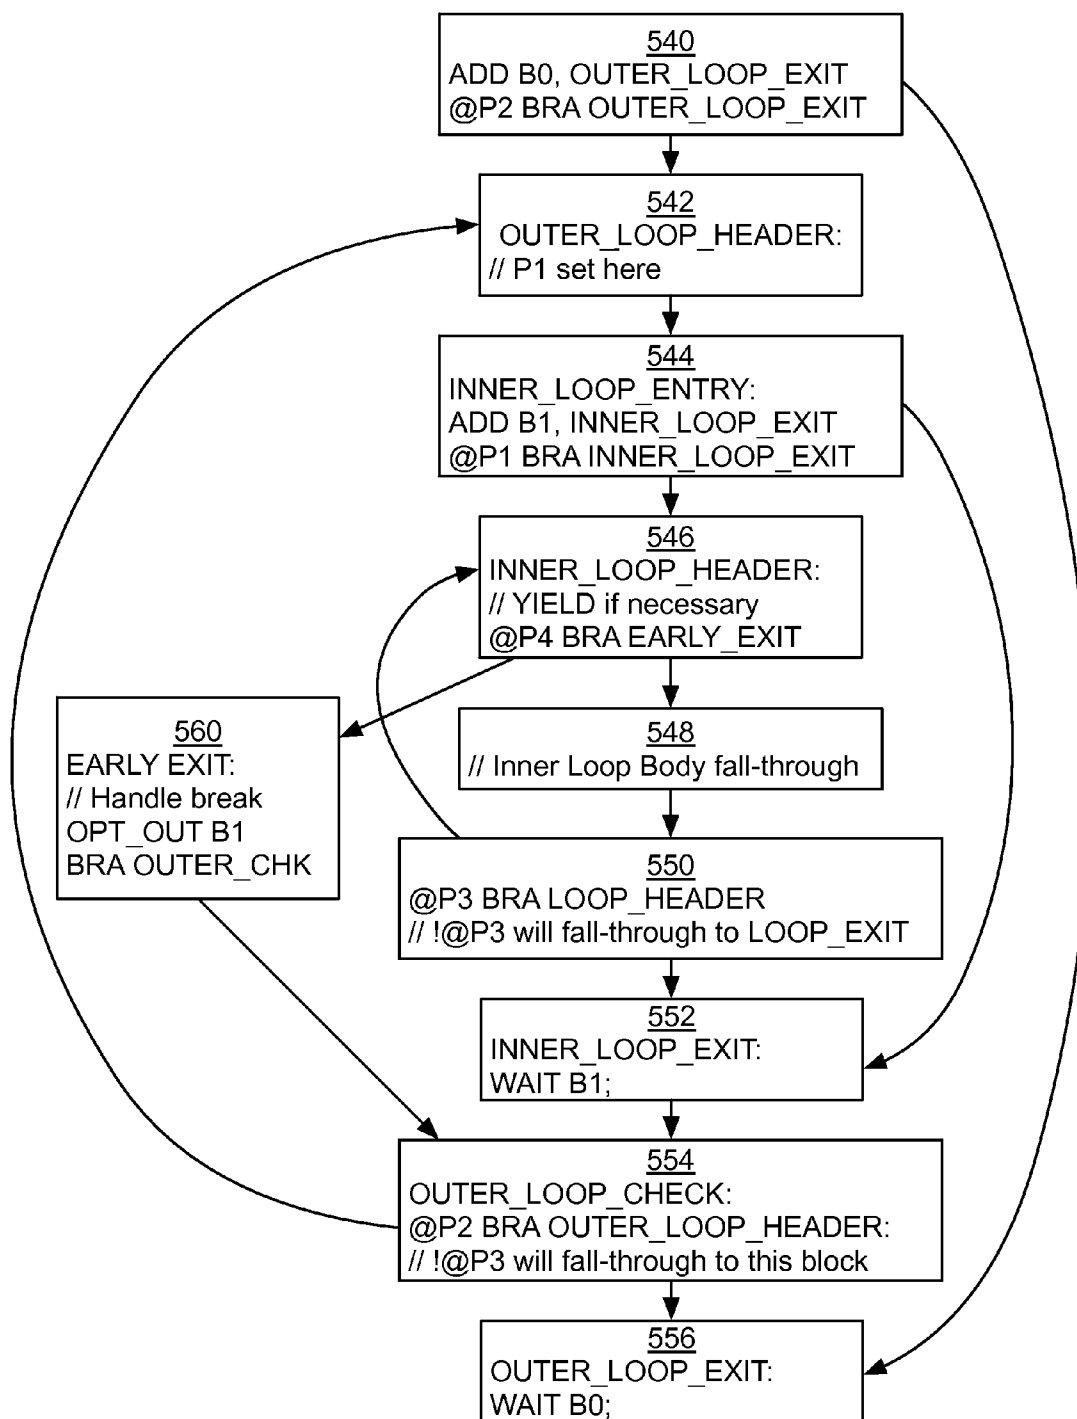 540
ADD B0, OUTER_LOOP_EXIT
@P2 BRA OUTER_LOOP_EXIT
542
OUTER_LOOP_HEADER:
// P1 set here
544
INNER_LOOP_ENTRY:
ADD B1, INNER_LOOP_EXIT
@P1 BRA INNER_LOOP_EXIT
546
INNER_LOOP_HEADER:
// YIELD if necessary
@P4 BRA EARLY_EXIT
560
EARLY EXIT:
// Handle break
OPT_OUT B1
BRA OUTER_CHK
548
// Inner Loop Body fall-through
550
@P3 BRA LOOP_HEADER
// !@P3 will fall-through to LOOP_EXIT
552
INNER_LOOP_EXIT:
WAIT B1;
554
OUTER_LOOP_CHECK:
@P2 BRA OUTER_LOOP_HEADER:
// !@P3 will fall-through to this block
556
OUTER_LOOP_EXIT:
WAIT B0;